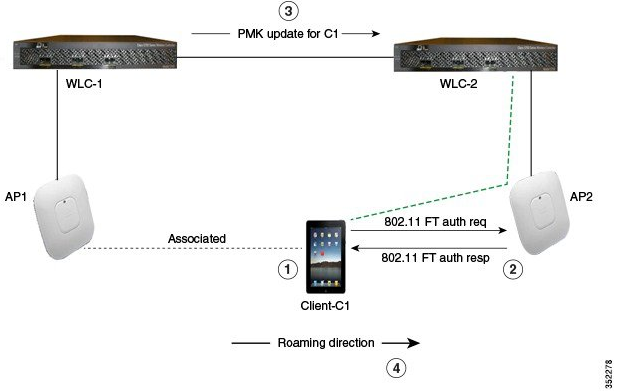 3
PMK update for C1
WLC-1
WLC-2
AP1
AP2
802.11 FT auth req
Associated
802.11 FT auth resp
1
2
Client-C1
Roaming direction
4
352278